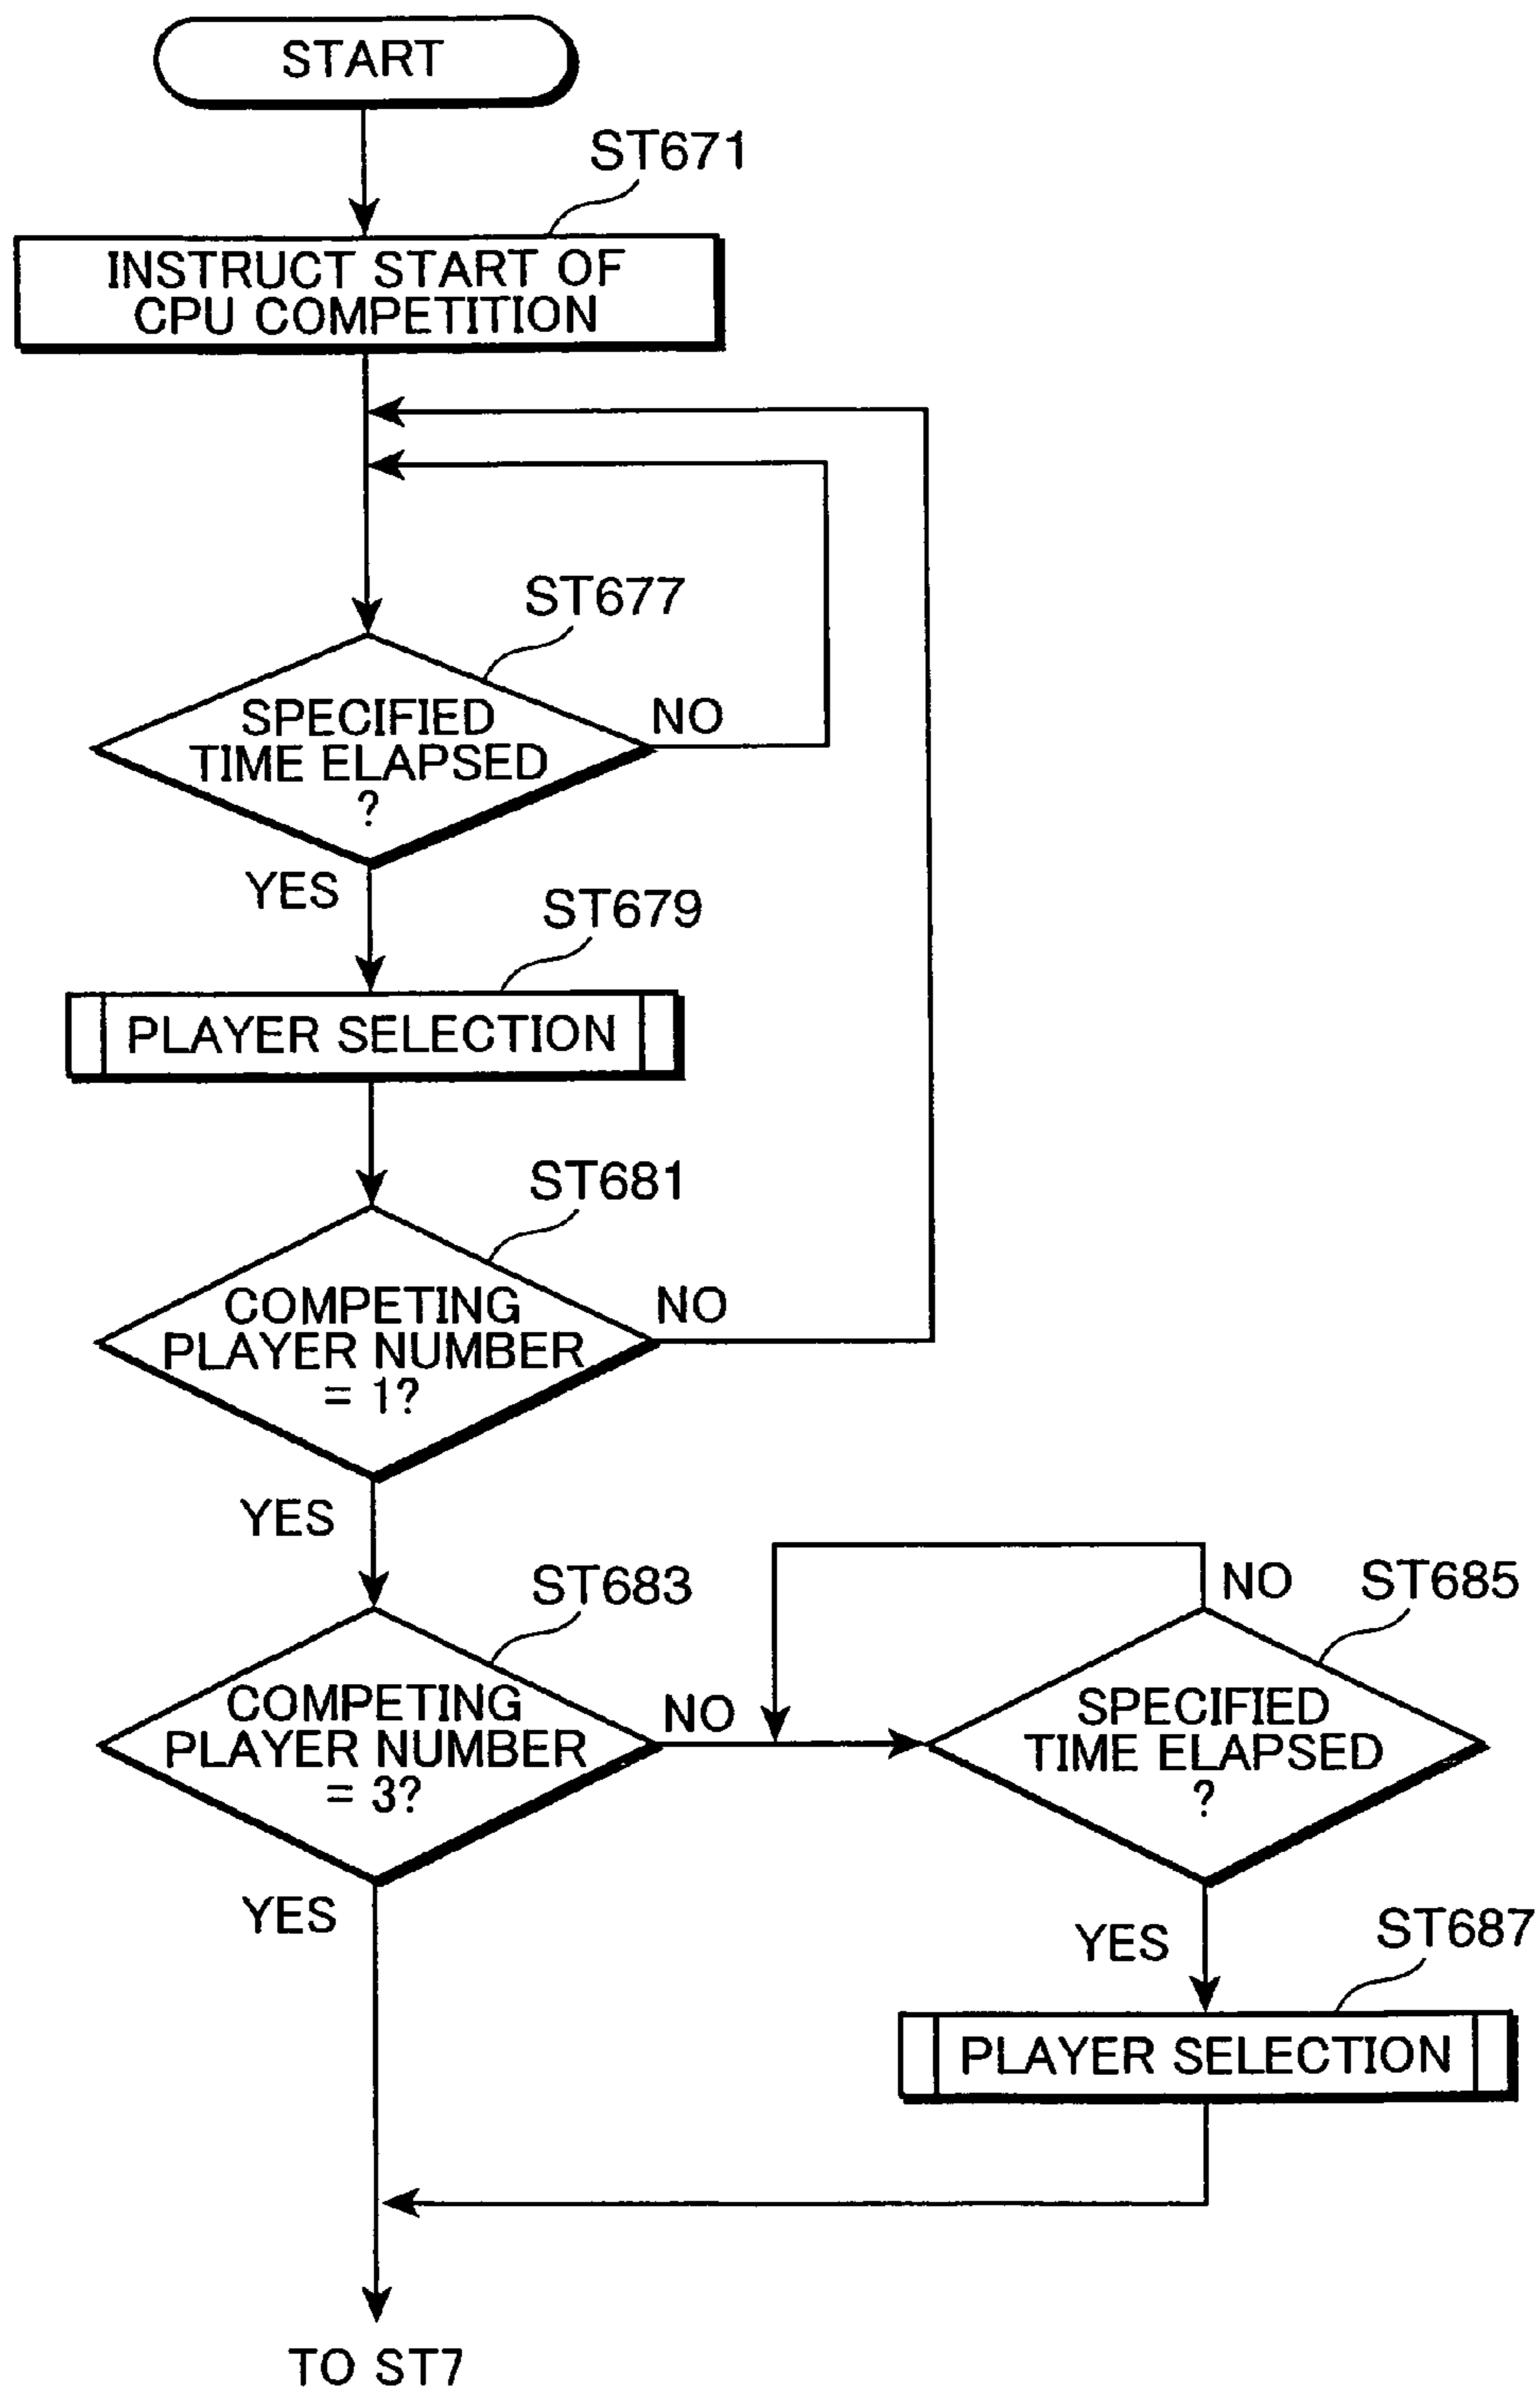 START
ST671
INSTRUCT START OF
CPU COMPETITION
ST677
SPECIFIED
TIME ELAPSED
?
NO
YES
ST679
PLAYER SELECTION
ST681
COMPETING
PLAYER NUMBER
= 1?
NO
YES
ST683
COMPETING
PLAYER NUMBER
= 3?
NO
YES
ST685
NO
SPECIFIED
TIME ELAPSED
?
YES
ST687
PLAYER SELECTION
TO ST7